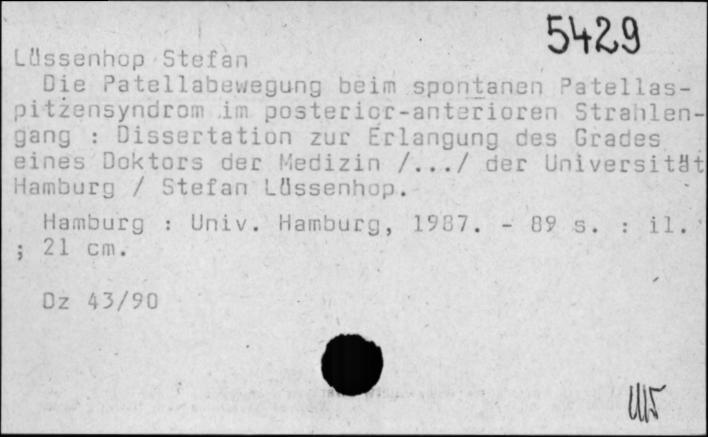 5429
Lüssenhop Stefan
Die Patellabewegung beim spontanen Patellas-
pitzensyndrom im posterior-anterioren Strahlen-
gang : Dissertation zur Erlangung des Grades
eines Doktors der Medizin /.../ der Universität
Hamburg / Stefan Lüssenhop.
Hamburg : Univ. Hamburg, 1987. - 89 s. : il.
; 21 cm.
Dz 43/90